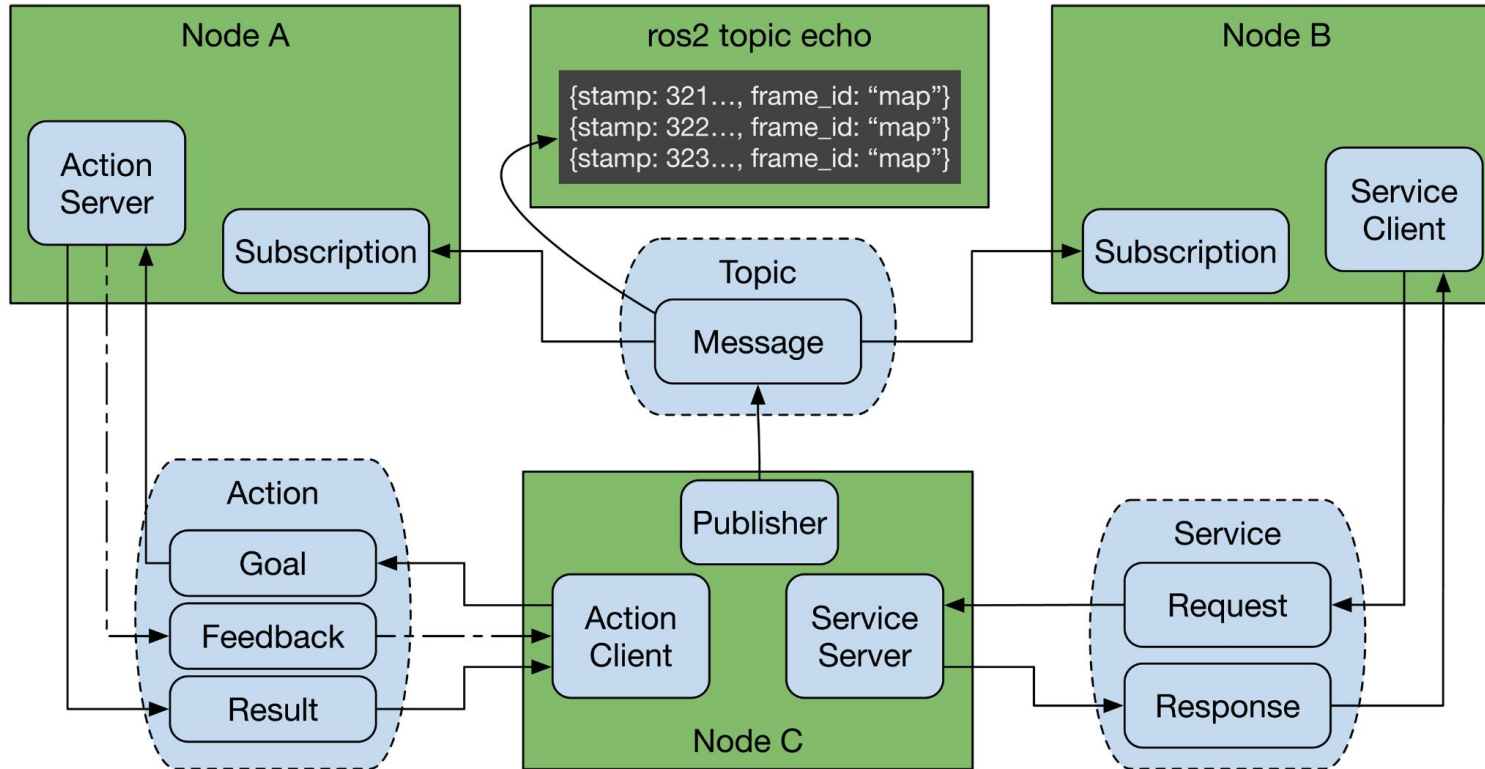 Node A
ros2 topic echo
Node B
{stamp: 321…, frame_id: “map”}
{stamp: 322…, frame_id: “map”}
{stamp: 323…, frame_id: “map”}
Action
Server
Subscription
Service
Client
Subscription
Topic
Message
Action
Goal
Feedback
Result
Publisher
Action
Client
Service
Server
Node C
Service
Request
Response